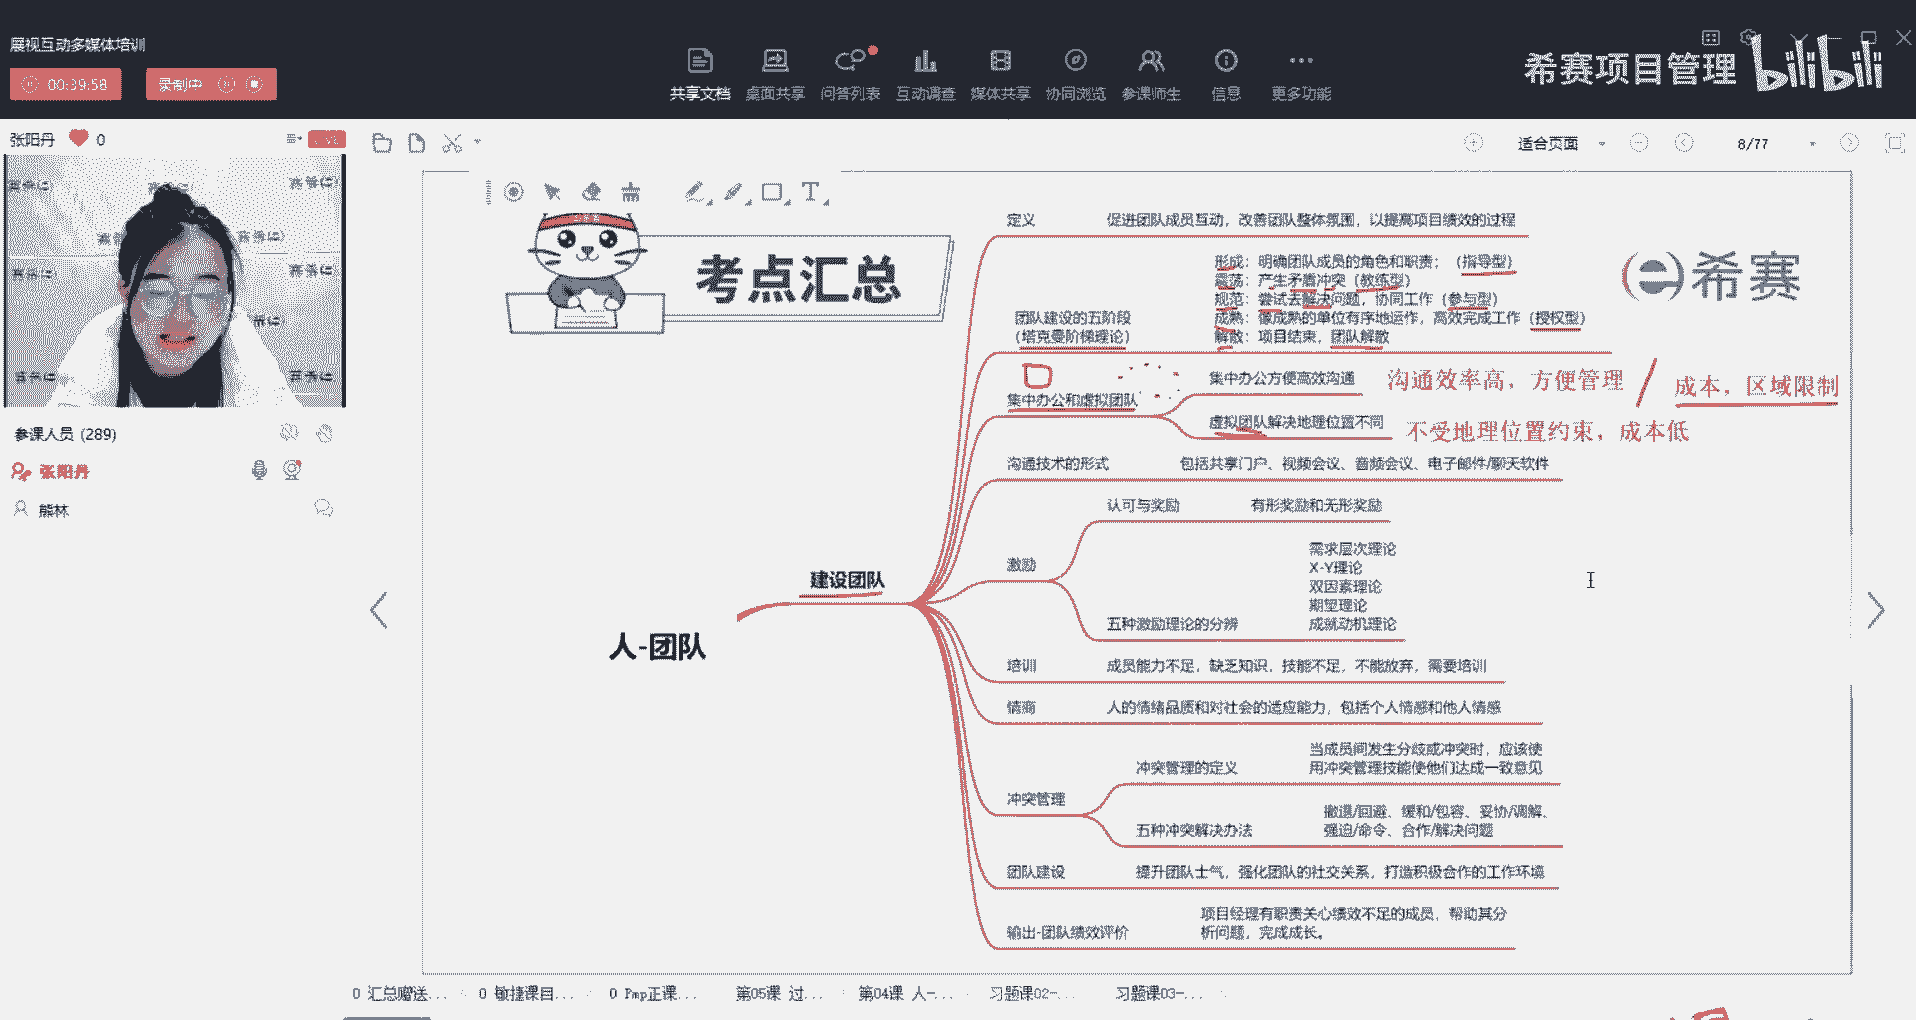 展视互动多媒体培训
00:39:58
录制中
共享文档
桌面共享
问答列表
互动调查
媒体共享
协同浏览
参课师生
信息
更多功能
希赛项目管理
bilibili
张阳丹
0
适合页面
8/77
参课人员 (289)
张阳丹
熊林
考点汇总
希赛
人-团队
建设团队
定义
促进团队成员互动，改善团队整体氛围，以提高项目绩效的过程
团队建设的五阶段
（塔克曼阶梯理论）
形成：明确团队成员的角色和职责；（指导型）
震荡：产生矛盾冲突（教练型）
规范：尝试去解决问题，协同工作（参与型）
成熟：像成熟的单位有序地运作，高效完成工作（授权型）
解散：项目结束，团队解散
集中办公和虚拟团队
集中办公方便高效沟通
沟通效率高，方便管理
成本，区域限制
虚拟团队解决地理位置不同
不受地理位置约束，成本低
沟通技术的形式
包括共享门户、视频会议、音频会议、电子邮件/聊天软件
激励
认可与奖励
有形奖励和无形奖励
五种激励理论的分辨
需求层次理论
X-Y理论
双因素理论
期望理论
成就动机理论
培训
成员能力不足，缺乏知识，技能不足，不能放弃，需要培训
情商
人的情绪品质和对社会的适应能力，包括个人情感和他人情感
冲突管理
冲突管理的定义
当成员间发生分歧或冲突时，应该使
用冲突管理技能使他们达成一致意见
五种冲突解决办法
撤退/回避、缓和/包容、妥协/调解、
强迫/命令、合作/解决问题
团队建设
提升团队士气，强化团队的社交关系，打造积极合作的工作环境
输出-团队绩效评价
项目经理有职责关心绩效不足的成员，帮助其分
析问题，完成成长。
0 汇总赠送...
0 敏捷课目...
0 Pmp正课...
第05课 过...
第04课 人-...
习题课02-...
习题课03-...